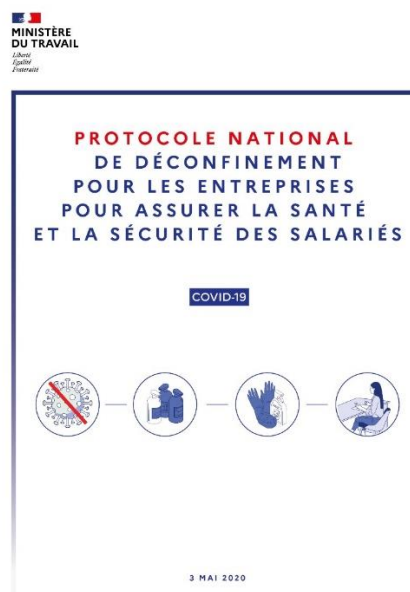 MINISTÈRE
DU TRAVAIL
Liberté
Égalité
Fraternité
PROTOCOLE NATIONAL
DE DÉCONFINEMENT
POUR LES ENTREPRISES
POUR ASSURER LA SANTÉ
ET LA SÉCURITÉ DES SALARIÉS
COVID-19
3 MAI 2020